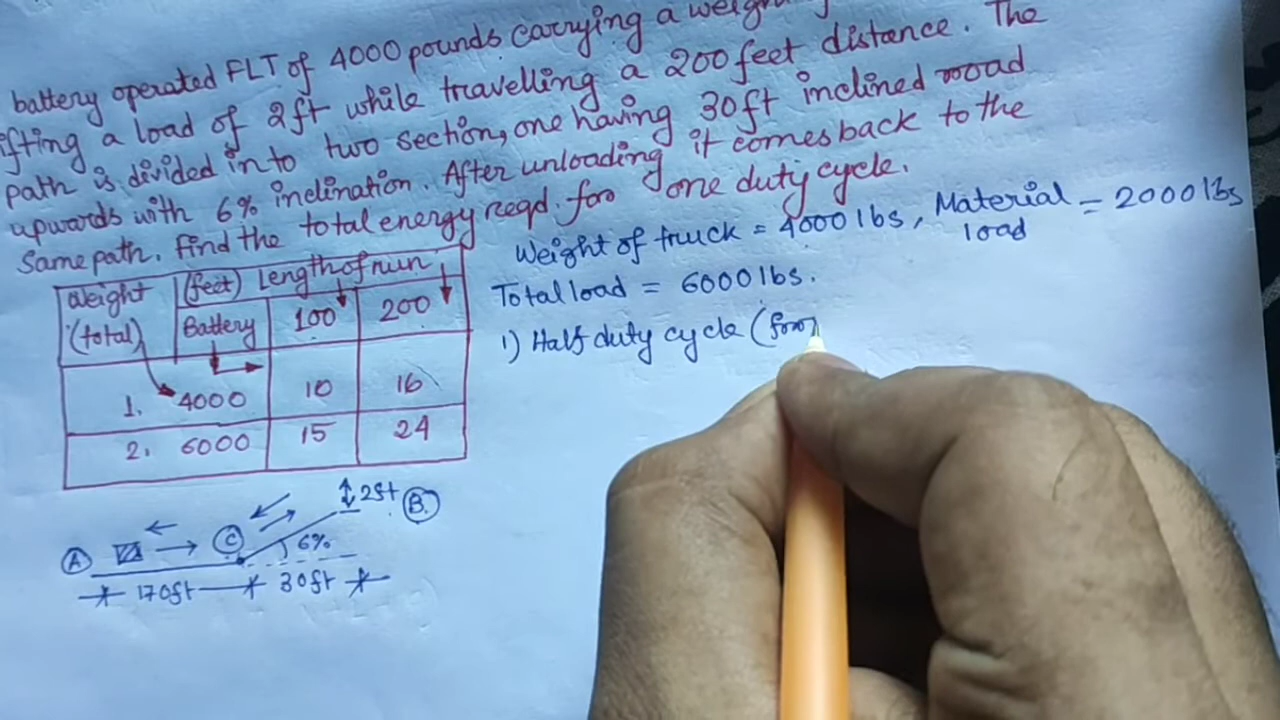 battery operated FLT of 4000 pounds carrying a
lifting a load of 2ft while travelling a 200 feet distance. The
path is divided in to two section, one having 30ft inclined road
upwards with 6% inclination. After unloading it comes back to the
same path. Find the total energy reqd. for one duty cycle.
Weight of truck = 4000 lbs, Material load = 2000 lbs
Total load = 6000 lbs.
1) Half duty cycle (for
Weight (total) (feet) Length of run
Battery 100 200
1. 4000 10 16
2. 6000 15 24
2ft B.
A C 6%
170ft 30ft